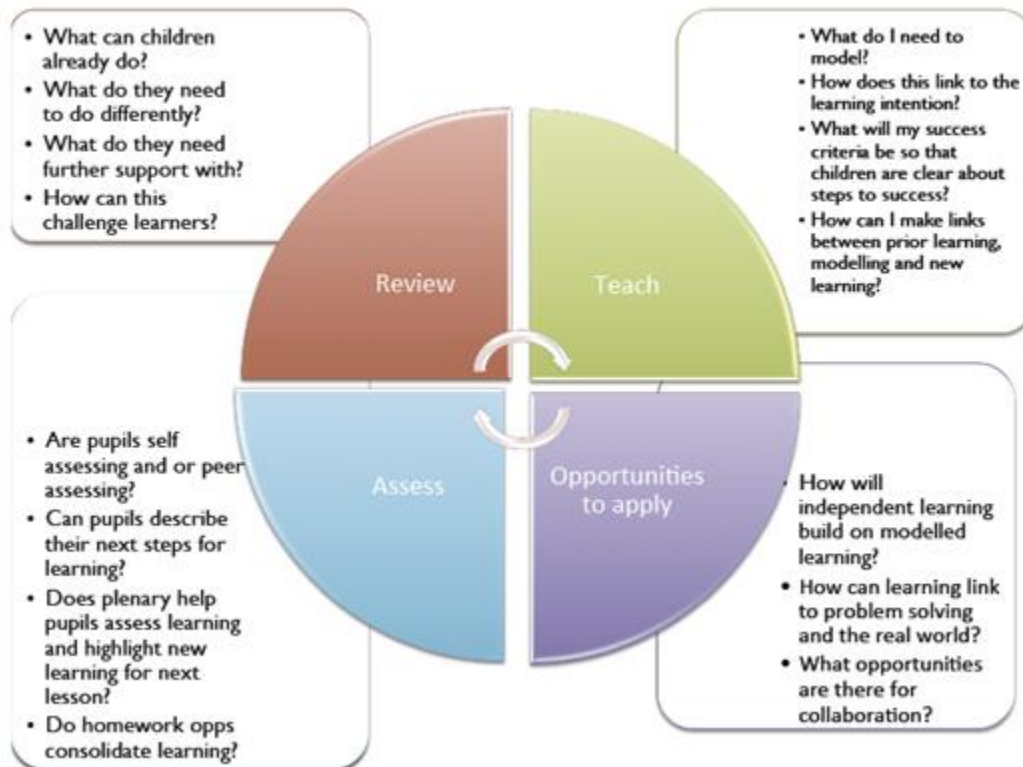 • What can children
already do?
• What do they need
to do differently?
• What do they need
further support with?
• How can this
challenge learners?
• What do I need to
model?
• How does this link to the
learning intention?
• What will my success
criteria be so that
children are clear about
steps to success?
• How can I make links
between prior learning,
modelling and new
learning?
Review
Teach
Assess
Opportunities
to apply
• Are pupils self
assessing and or peer
assessing?
• Can pupils describe
their next steps for
learning?
• Does plenary help
pupils assess learning
and highlight new
learning for next
lesson?
• Do homework opps
consolidate learning?
• How will
independent learning
build on modelled
learning?
• How can learning link
to problem solving
and the real world?
• What opportunities
are there for
collaboration?